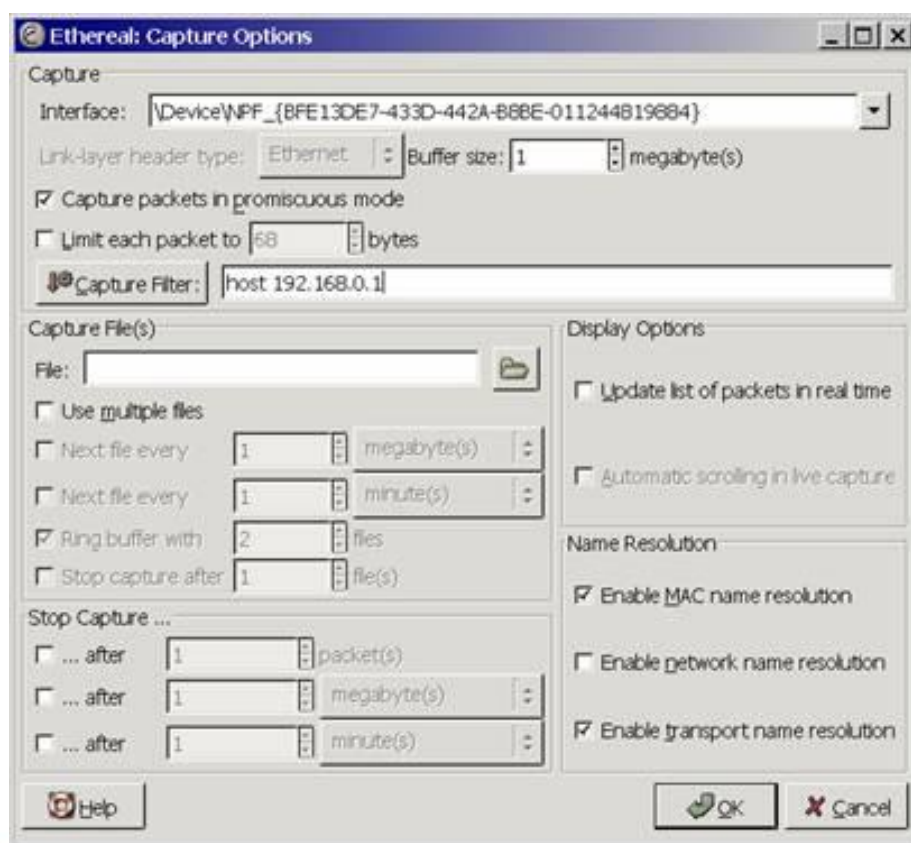 Ethereal: Capture Options
Capture
Interface: \Device\NPF_{BFE13DE7-433D-442A-B8BE-011244819884}
Link-layer header type: Ethernet Buffer size: 1 megabyte(s)
Capture packets in promiscuous mode
Limit each packet to 68 bytes
Capture Filter: host 192.168.0.1
Capture File(s)
File:
Use multiple files
Next file every 1 megabyte(s)
Next file every 1 minute(s)
Ring buffer with 2 files
Stop capture after 1 file(s)
Stop Capture ...
... after 1 packet(s)
... after 1 megabyte(s)
... after 1 minute(s)
Display Options
Update list of packets in real time
Automatic scrolling in live capture
Name Resolution
Enable MAC name resolution
Enable network name resolution
Enable transport name resolution
Help OK Cancel